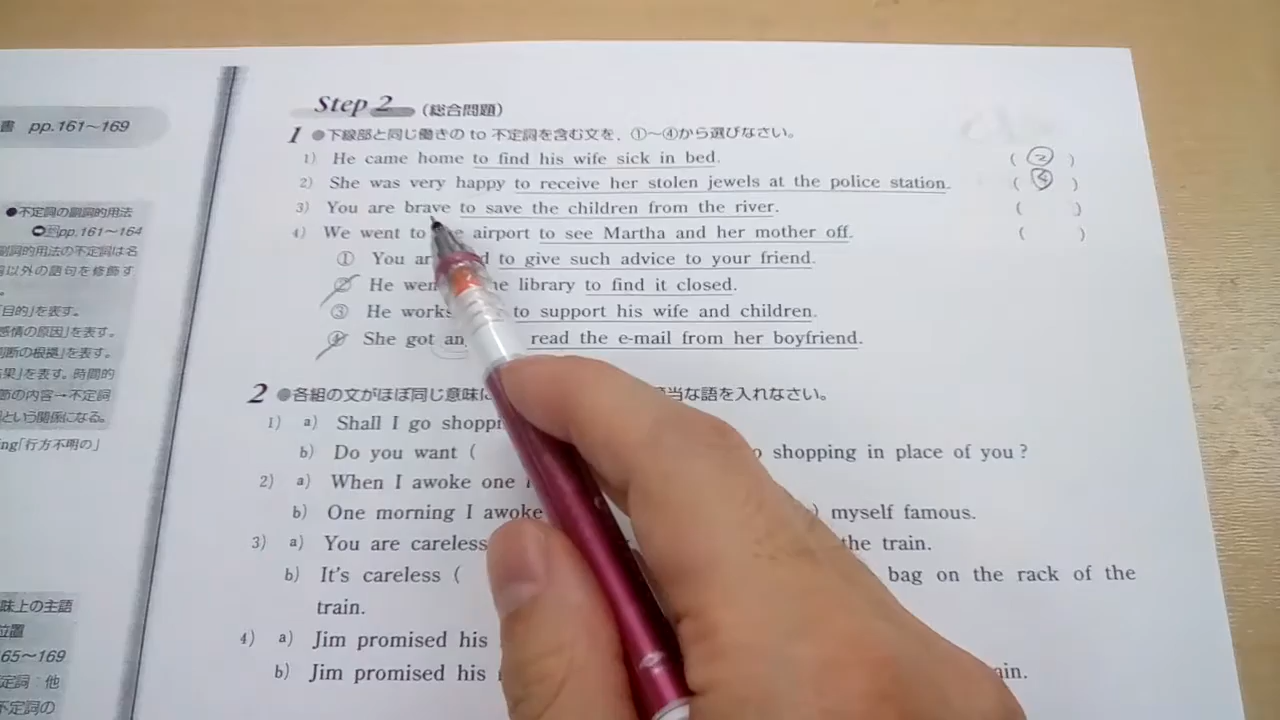 書 pp.161~169
●不定詞の副詞的用法
pp.161~164
副詞的用法の不定詞は名
以外の語句を修飾す
「目的」を表す。
感情の原因」を表す。
判断の根拠」を表す。
果」を表す。時間的
節の内容→不定詞
という関係になる。
ing「行方不明の」
味上の主語
位置
65~169
定詞:他
不定詞の
Step 2 (総合問題)
1 ●下線部と同じ働きの to 不定詞を含む文を、①~④から選びなさい。
1) He came home to find his wife sick in bed. ( ② )
2) She was very happy to receive her stolen jewels at the police station. ( ④ )
3) You are brave to save the children from the river. ( )
4) We went to airport to see Martha and her mother off. ( )
① You to give such advice to your friend.
② He library to find it closed.
③ He works to support his wife and children.
④ She got read the e-mail from her boyfriend.
2 ●各組の文がほぼ同じ意味に 適当な語を入れなさい。
1) a) Shall I go
b) Do you want ( shopping in place of you ?
2) a) When I awoke one
b) One morning I awoke ) myself famous.
3) a) You are careless the train.
b) It's careless ( bag on the rack of the
train.
4) a) Jim promised his
b) Jim promised his